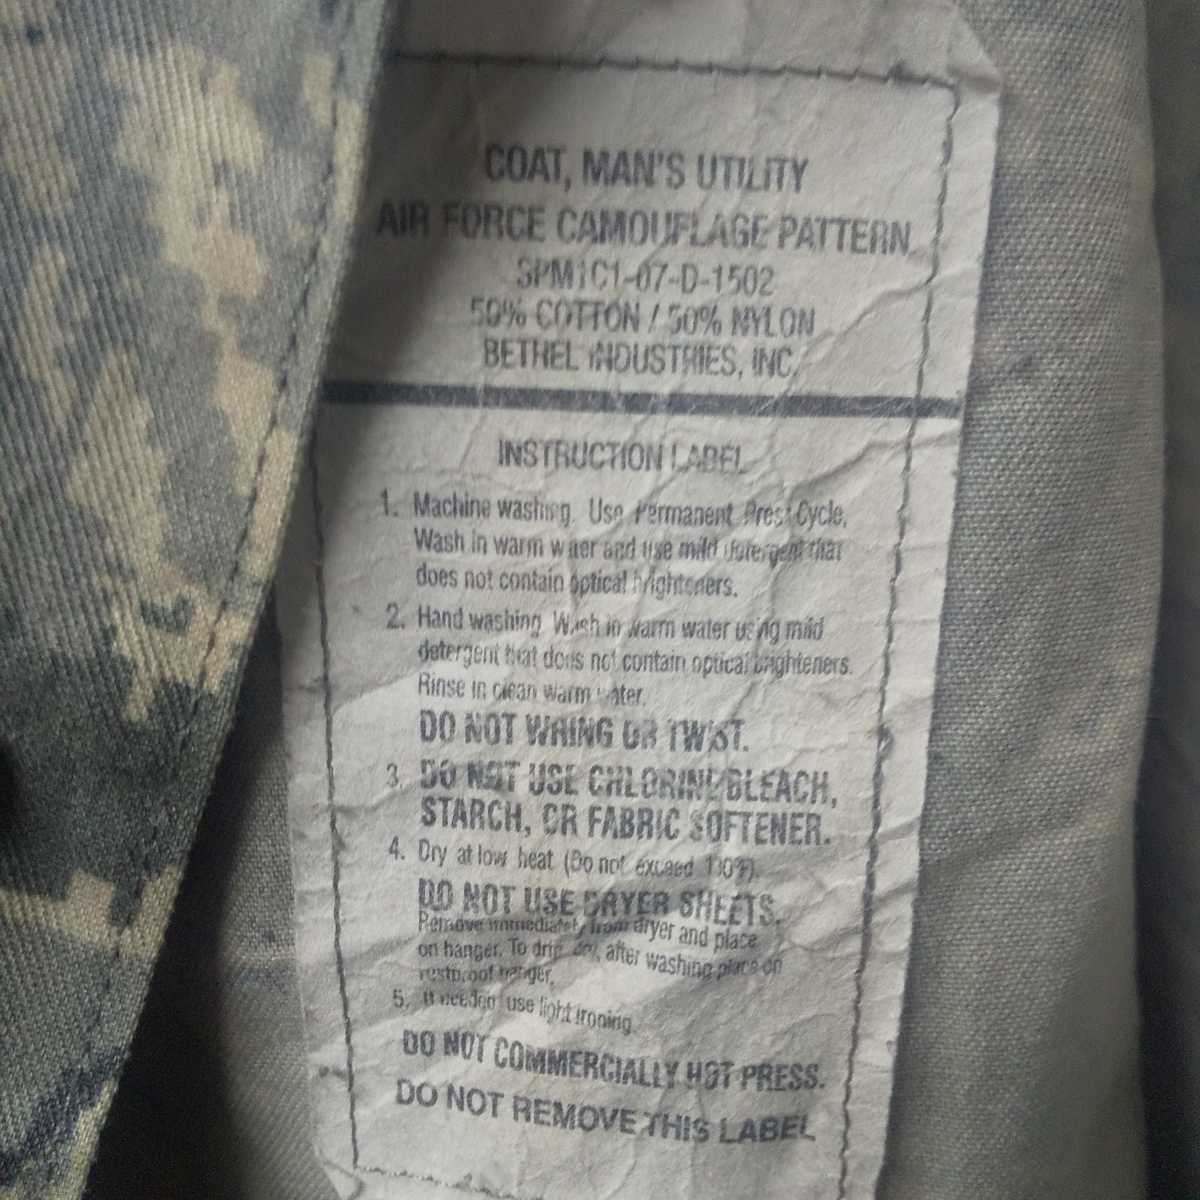 COAT, MAN'S UTILITY
AIR FORCE CAMOUFLAGE PATTERN
SPM1C1-07-D-1502
50% COTTON / 50% NYLON
BETHEL INDUSTRIES, INC.
INSTRUCTION LABEL
1. Machine washing. Use Permanent Press Cycle.
Wash in warm water and use mild detergent that
does not contain optical brighteners.
2. Hand washing. Wash in warm water using mild
detergent that does not contain optical brighteners.
Rinse in clean warm water.
DO NOT WRING OR TWIST.
3. DO NOT USE CHLORINE BLEACH,
STARCH, OR FABRIC SOFTENER.
4. Dry at low heat (Do not exceed
DO NOT USE DRYER SHEETS.
Remove immediately from dryer and place
on hanger. To drip dry, after washing place on
rustproof hanger.
5. If needed use light ironing.
DO NOT COMMERCIALLY HOT PRESS.
DO NOT REMOVE THIS LABEL